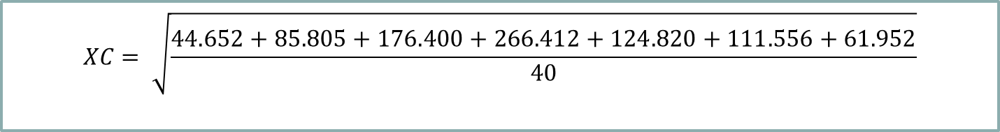 XC = √(44.652 + 85.805 + 176.400 + 266.412 + 124.820 + 111.556 + 61.952
40)